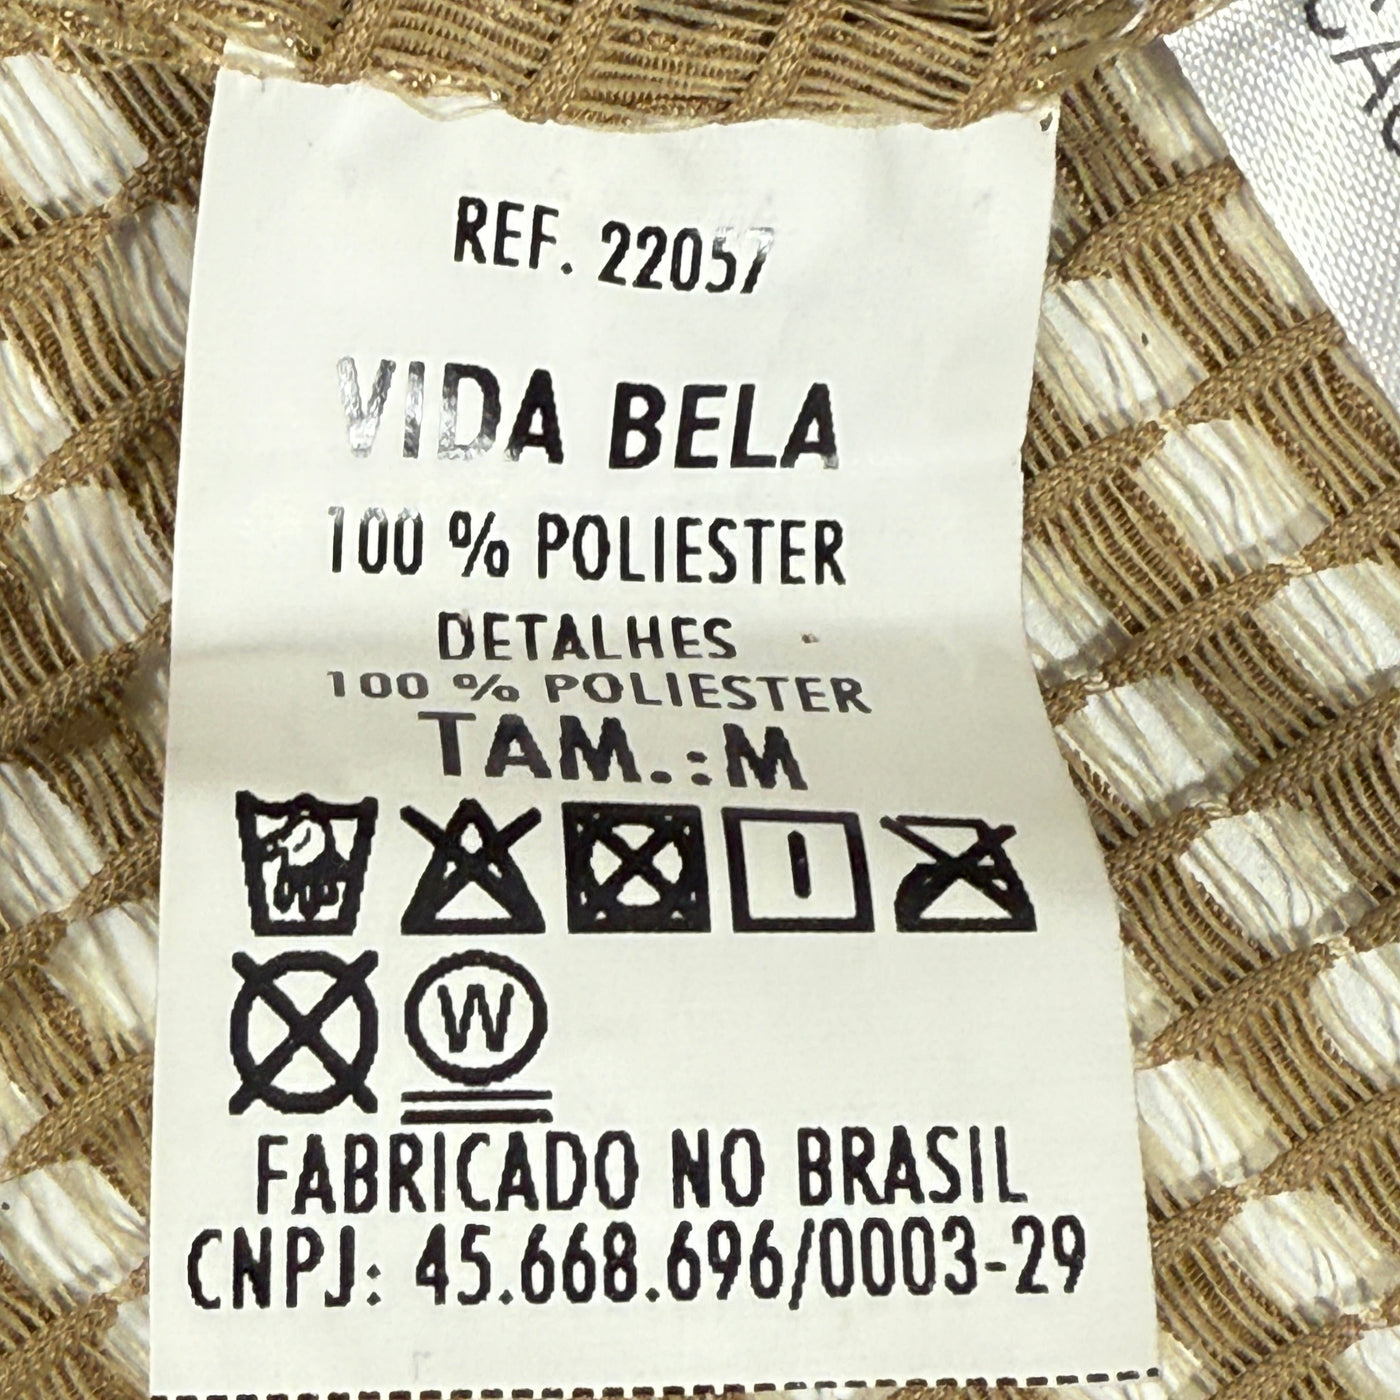 REF. 22057
VIDA BELA
100 % POLIESTER
DETALHES
100 % POLIESTER
TAM.:M
W
FABRICADO NO BRASIL
CNPJ: 45.668.696/0003-29